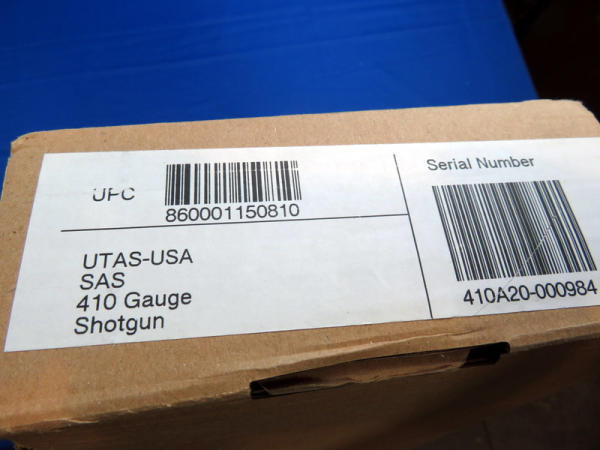 UPC
860001150810
UTAS-USA
SAS
410 Gauge
Shotgun
Serial Number
410A20-000984